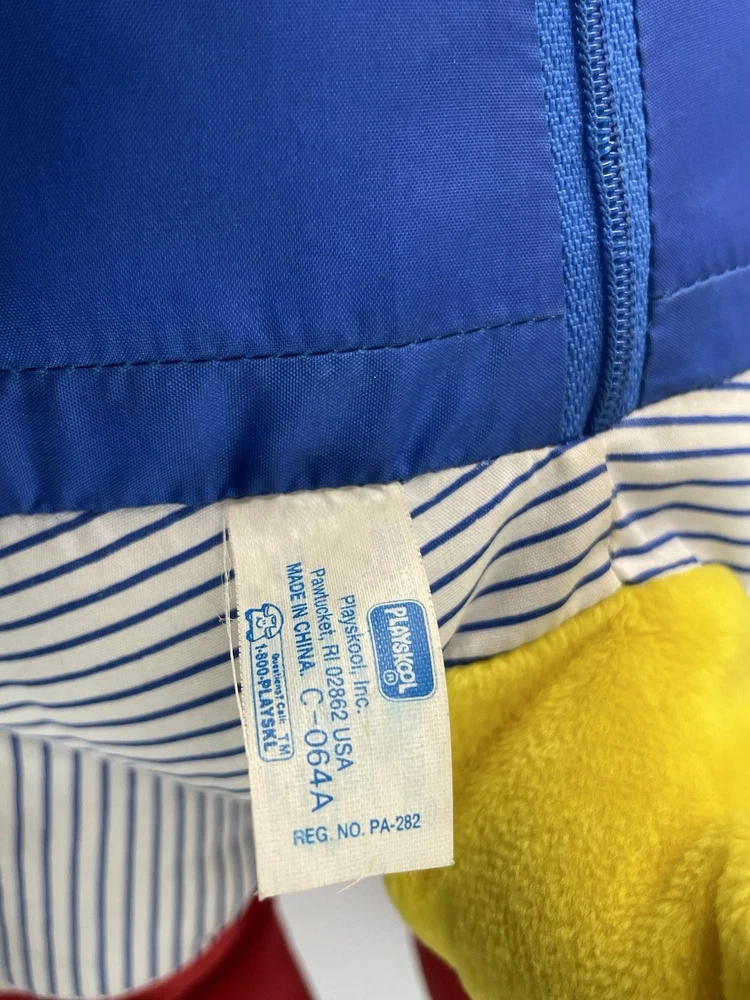 PLAYSKOOL ®
Playskool, Inc.
Pawtucket, RI 02862 USA
MADE IN CHINA. C-064A
Questions? Call: TM
1-800-PLAYSKL
REG. NO. PA-282